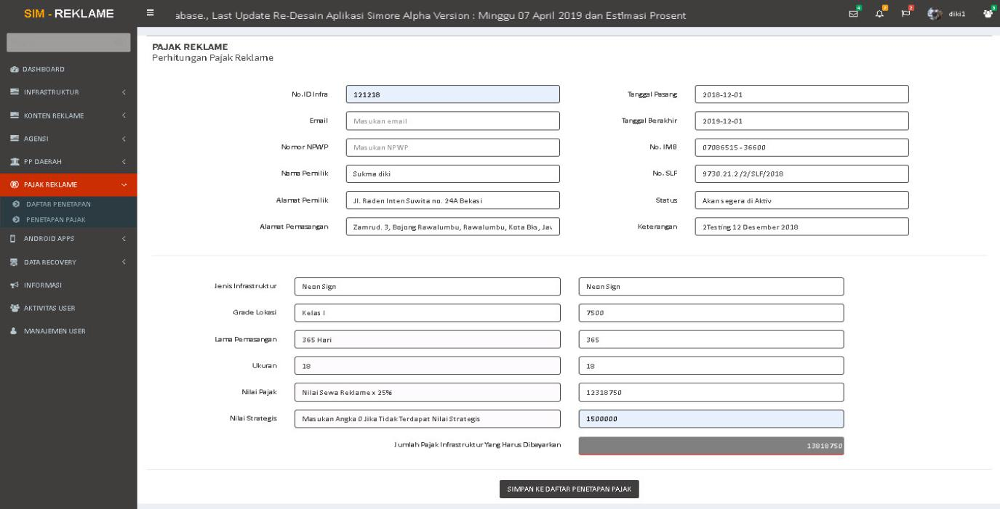 SIM - REKLAME
abase., Last Update Re-Desain Aplikasi Simore Alpha Version : Minggu 07 April 2019 dan Estimasi Prosent
4
7
2
diki1
3
DASHBOARD
INFRASTRUKTUR
KONTEN REKLAME
AGENSI
PP DAERAH
PAJAK REKLAME
DAFTAR PENETAPAN
PENETAPAN PAJAK
ANDROID APPS
DATA RECOVERY
INFORMASI
AKTIVITAS USER
MANAJEMEN USER
PAJAK REKLAME
Perhitungan Pajak Reklame
No.ID Infra 121218
Email Masukan email
Nomor NPWP Masukan NPWP
Nama Pemilik Sukma diki
Alamat Pemilik Jl. Raden Inten Suwita no. 24A Bekasi
Alamat Pemasangan Zamrud. 3, Bojong Rawalumbu, Rawalumbu, Kota Bks, Jav
Tanggal Pasang 2018-12-01
Tanggal Berakhir 2019-12-01
No. IMB 07086515 - 36600
No. SLF 9730.21.2 /2/SLF/2018
Status Akan segera di Aktiv
Keterangan 2Testing 12 Desember 2018
Jenis Infrastruktur Neon Sign Neon Sign
Grade Lokasi Kelas I 7500
Lama Pemasangan 365 Hari 365
Ukuran 18 18
Nilai Pajak Nilai Sewa Reklame x 25% 12318750
Nilai Strategis Masukan Angka 0 Jika Tidak Terdapat Nilai Strategis 1500000
Jumlah Pajak Infrastruktur Yang Harus Dibayarkan 13818750
SIMPAN KE DAFTAR PENETAPAN PAJAK